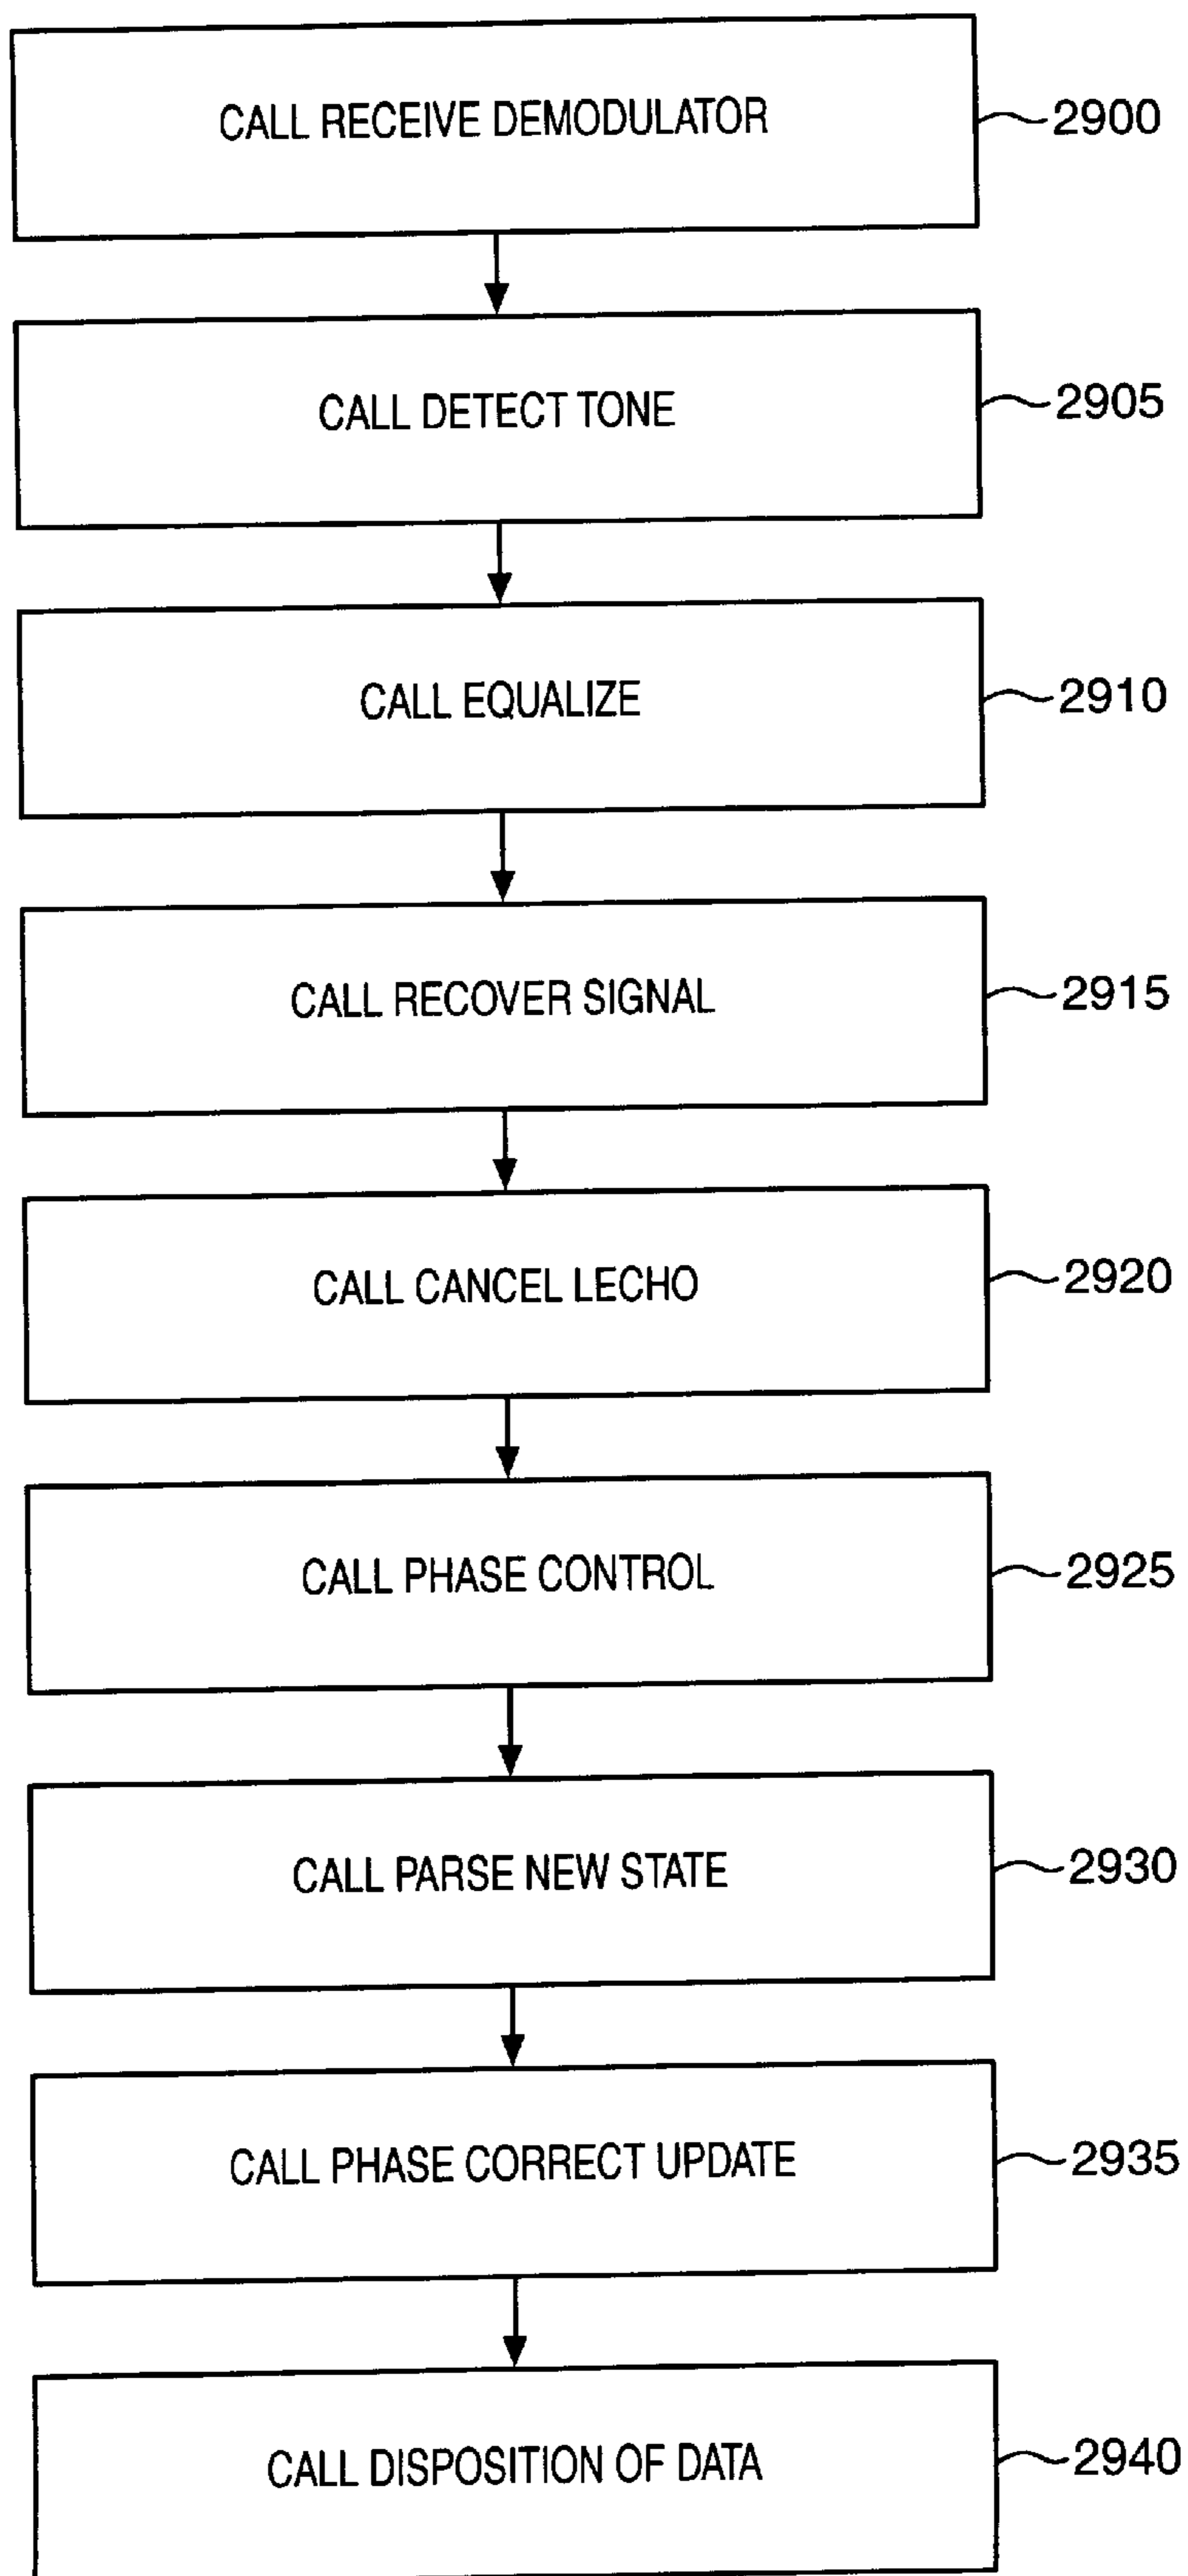 CALL RECEIVE DEMODULATOR 2900
CALL DETECT TONE 2905
CALL EQUALIZE 2910
CALL RECOVER SIGNAL 2915
CALL CANCEL LECHO 2920
CALL PHASE CONTROL 2925
CALL PARSE NEW STATE 2930
CALL PHASE CORRECT UPDATE 2935
CALL DISPOSITION OF DATA 2940